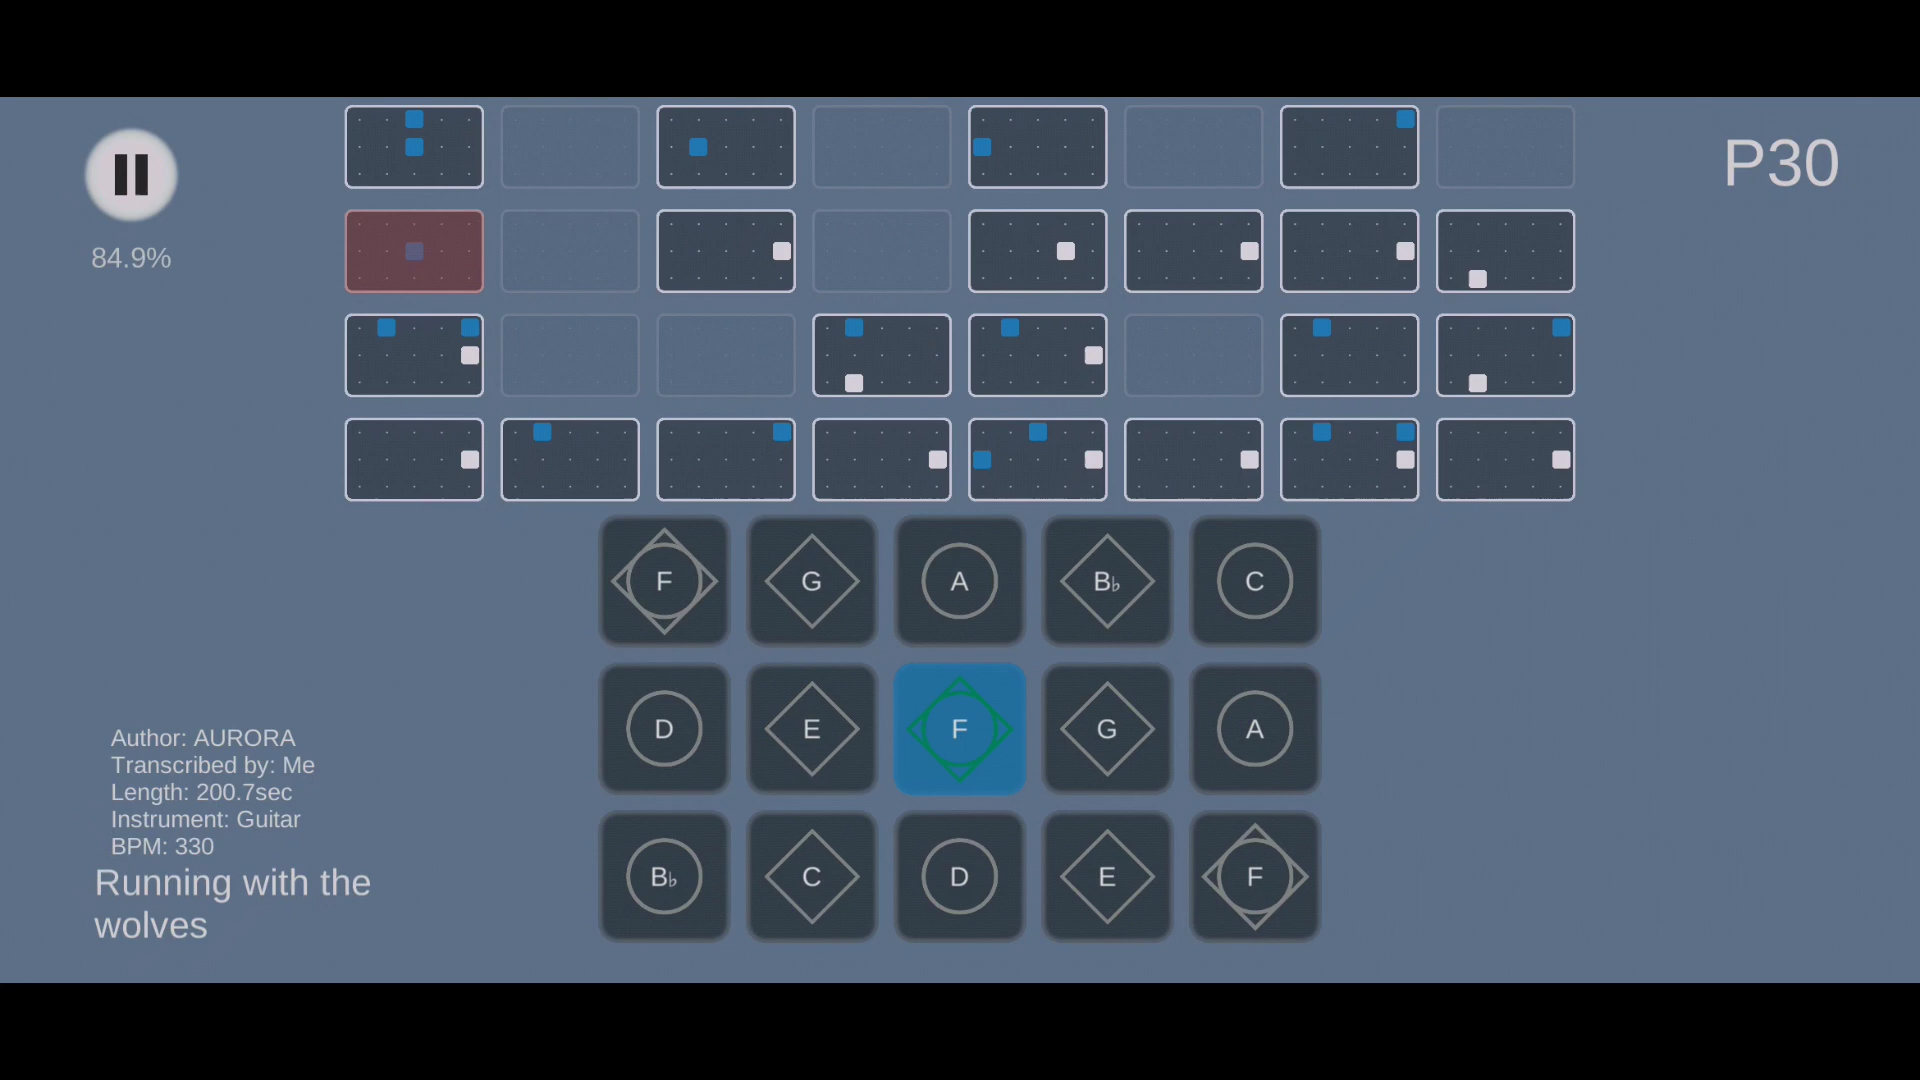 84.9%
P30
F G A B♭ C
D E F G A
B♭ C D E F
Author: AURORA
Transcribed by: Me
Length: 200.7sec
Instrument: Guitar
BPM: 330
Running with the
wolves